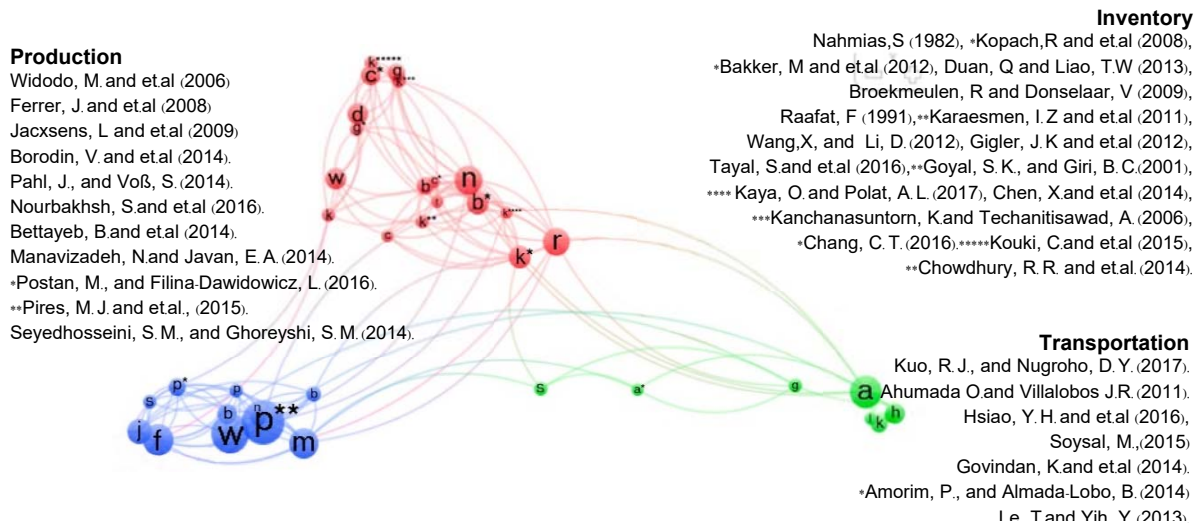 Production
Widodo, M. and et.al (2006)
Ferrer, J. and et.al (2008)
Jacxsens, L and et.al (2009)
Borodin, V. and et.al (2014).
Pahl, J., and Voß, S. (2014).
Nourbakhsh, S.and et.al (2016).
Bettayeb, B.and et.al (2014).
Manavizadeh, N.and Javan, E.A. (2014).
*Postan, M., and Filina-Dawidowicz, L. (2016).
**Pires, M.J. and et.al., (2015).
Seyedhosseini, S.M., and Ghoreyshi, S.M. (2014).
Inventory
Nahmias,S (1982), *Kopach,R and et.al (2008),
*Bakker, M and et.al (2012), Duan, Q and Liao, T.W (2013),
Broekmeulen, R and Donselaar, V (2009),
Raafat, F (1991),**Karaesmen, I.Z and et.al (2011),
Wang,X, and Li, D. (2012), Gigler, J.K and et.al (2012),
Tayal, S.and et.al (2016),**Goyal, S.K., and Giri, B.C.(2001),
**** Kaya, O. and Polat, A.L. (2017), Chen, X.and et.al (2014),
***Kanchanasuntorn, K.and Techanitisawad, A. (2006),
*Chang, C.T. (2016).*****Kouki, C.and et.al (2015),
**Chowdhury, R.R. and et.al. (2014).
Transportation
Kuo, R.J., and Nugroho, D.Y. (2017).
Ahumada O.and Villalobos J.R. (2011).
Hsiao, Y.H. and et.al (2016),
Soysal, M.,(2015)
Govindan, K.and et.al (2014).
*Amorim, P., and Almada-Lobo, B. (2014)
Le, T.and Yih, Y. (2013)
k*****
c*
q
k***
d
g
w
k
b
c*
n
b*
i
k**
k****
c
k*
r
p*
s
p
b
j
f
b
n
w
p**
m
s
a*
g
a
h
k